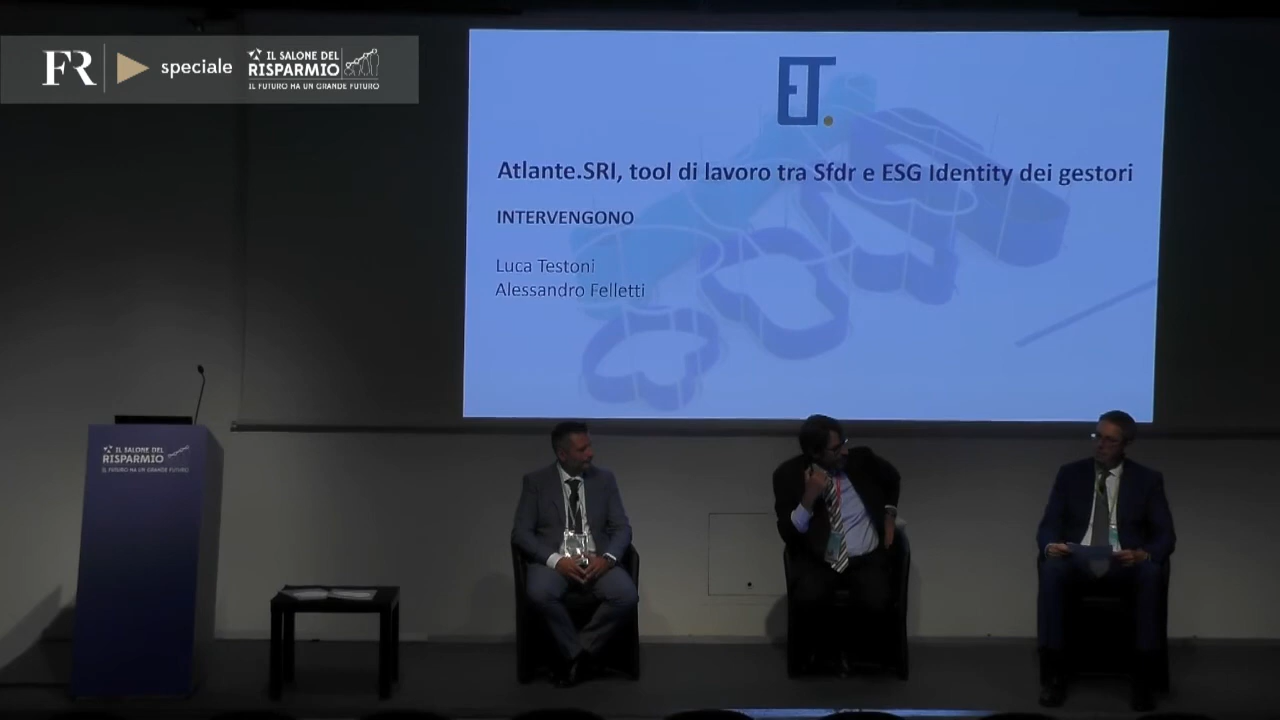 FR speciale IL SALONE DEL
RISPARMIO
IL FUTURO HA UN GRANDE FUTURO
ET.
Atlante.SRI, tool di lavoro tra Sfdr e ESG Identity dei gestori
INTERVENGONO
Luca Testoni
Alessandro Felletti
IL SALONE DEL
RISPARMIO
IL FUTURO HA UN GRANDE FUTURO